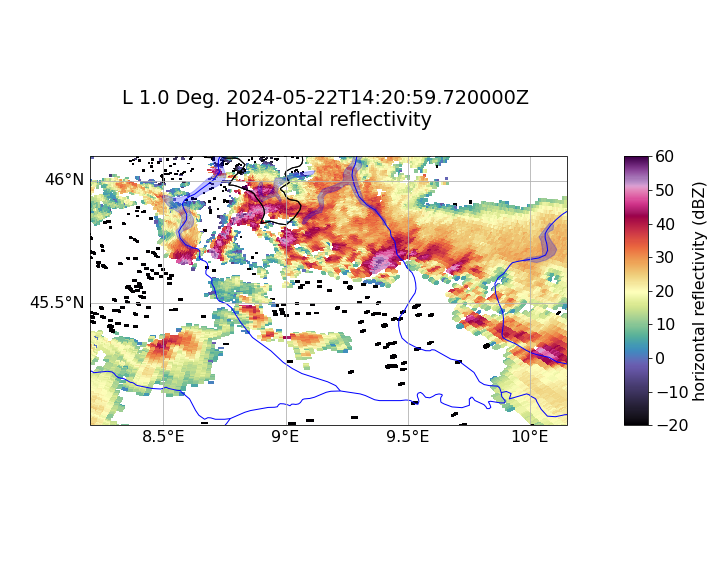 L 1.0 Deg. 2024-05-22T14:20:59.720000Z
Horizontal reflectivity
46°N
45.5°N
8.5°E
9°E
9.5°E
10°E
60
50
40
30
20
10
0
−10
−20
horizontal reflectivity (dBZ)